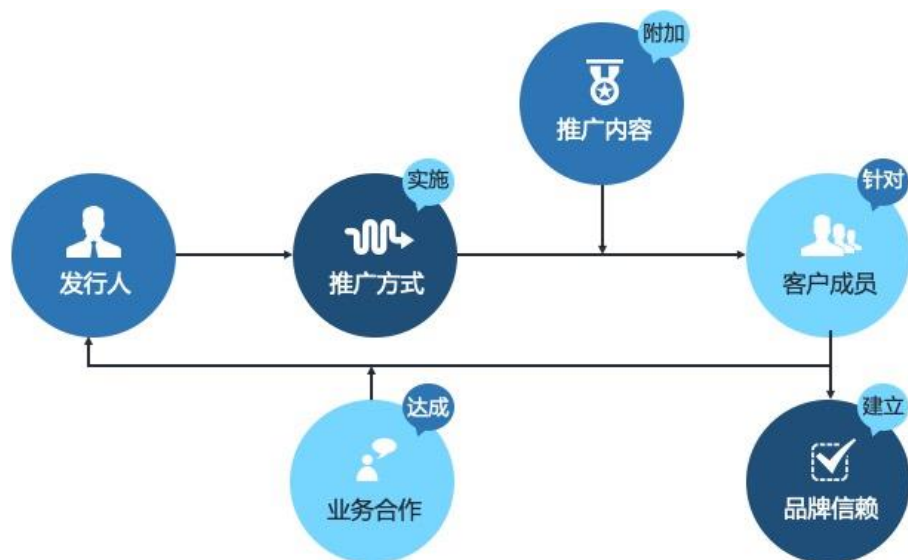 附加
推广内容
实施
针对
发行人
推广方式
客户成员
达成
建立
业务合作
品牌信赖